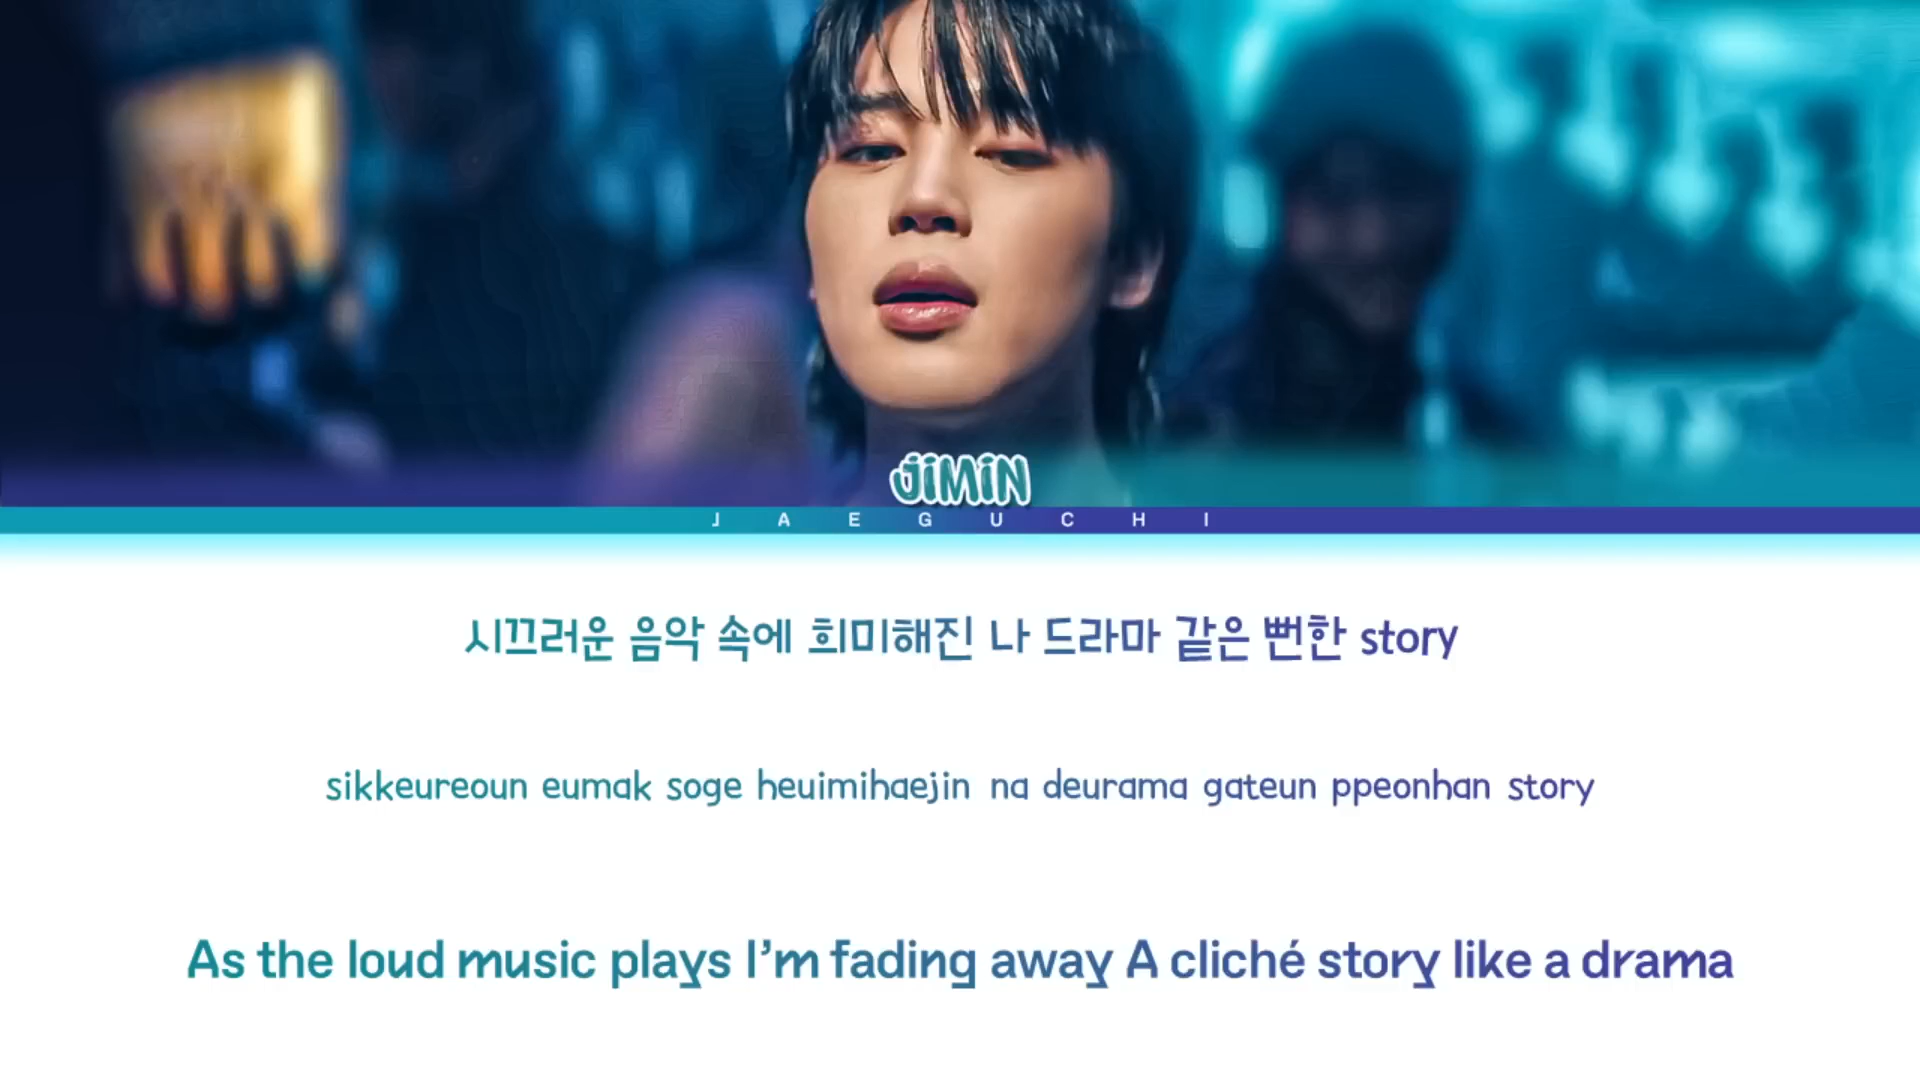 JIMIN
JAEGUCHI
시끄러운 음악 속에 희미해진 나 드라마 같은 뻔한 story
sikkeureoun eumak soge heuimihaejin na deurama gateun ppeonhan story
As the loud music plays I'm fading away A cliché story like a drama